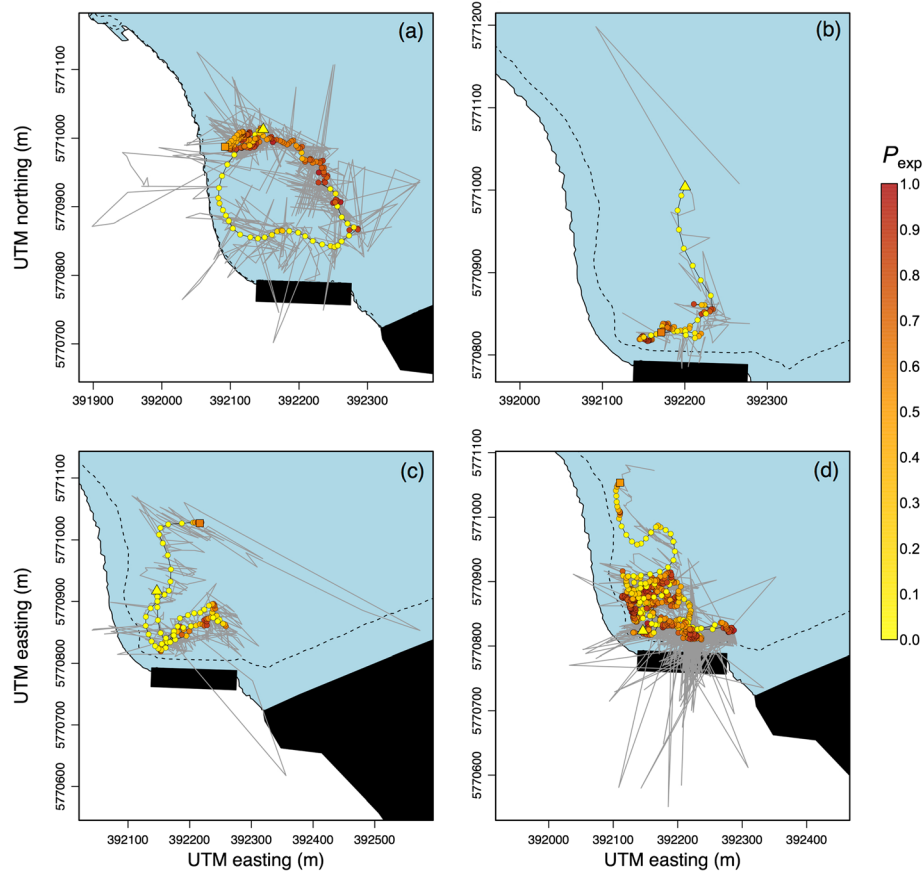 (a)
UTM northing (m)
5771100
5771000
5770900
5770800
5770700
391900 392000 392100 392200 392300
(b)
5771200
5771100
5771000
5770900
5770800
392000 392100 392200 392300
Pexp
1.0
0.9
0.8
0.7
0.6
0.5
0.4
0.3
0.2
0.1
0.0
(c)
UTM easting (m)
5771100
5771000
5770900
5770800
5770700
5770600
392100 392200 392300 392400 392500
UTM easting (m)
(d)
5771100
5771000
5770900
5770800
5770700
5770600
392000 392100 392200 392300 392400
UTM easting (m)